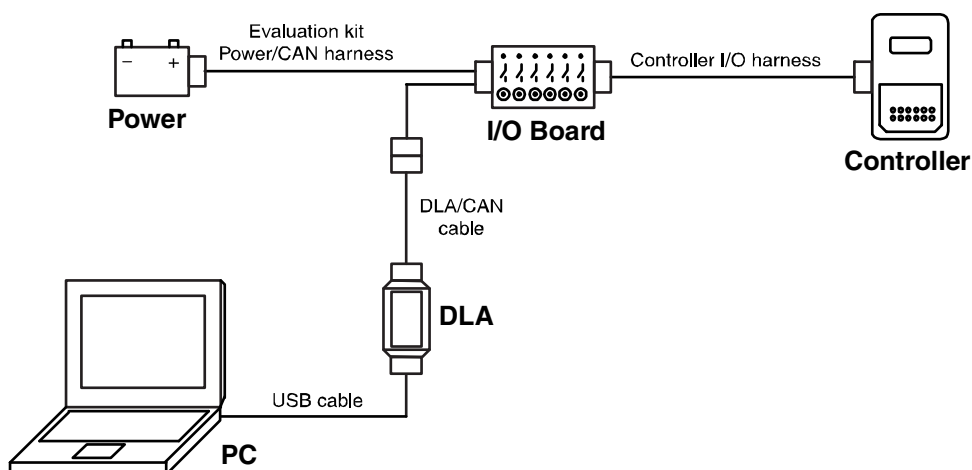 Evaluation kit
Power/CAN harness
− +
Power
I/O Board
Controller I/O harness
Controller
DLA/CAN
cable
DLA
USB cable
PC